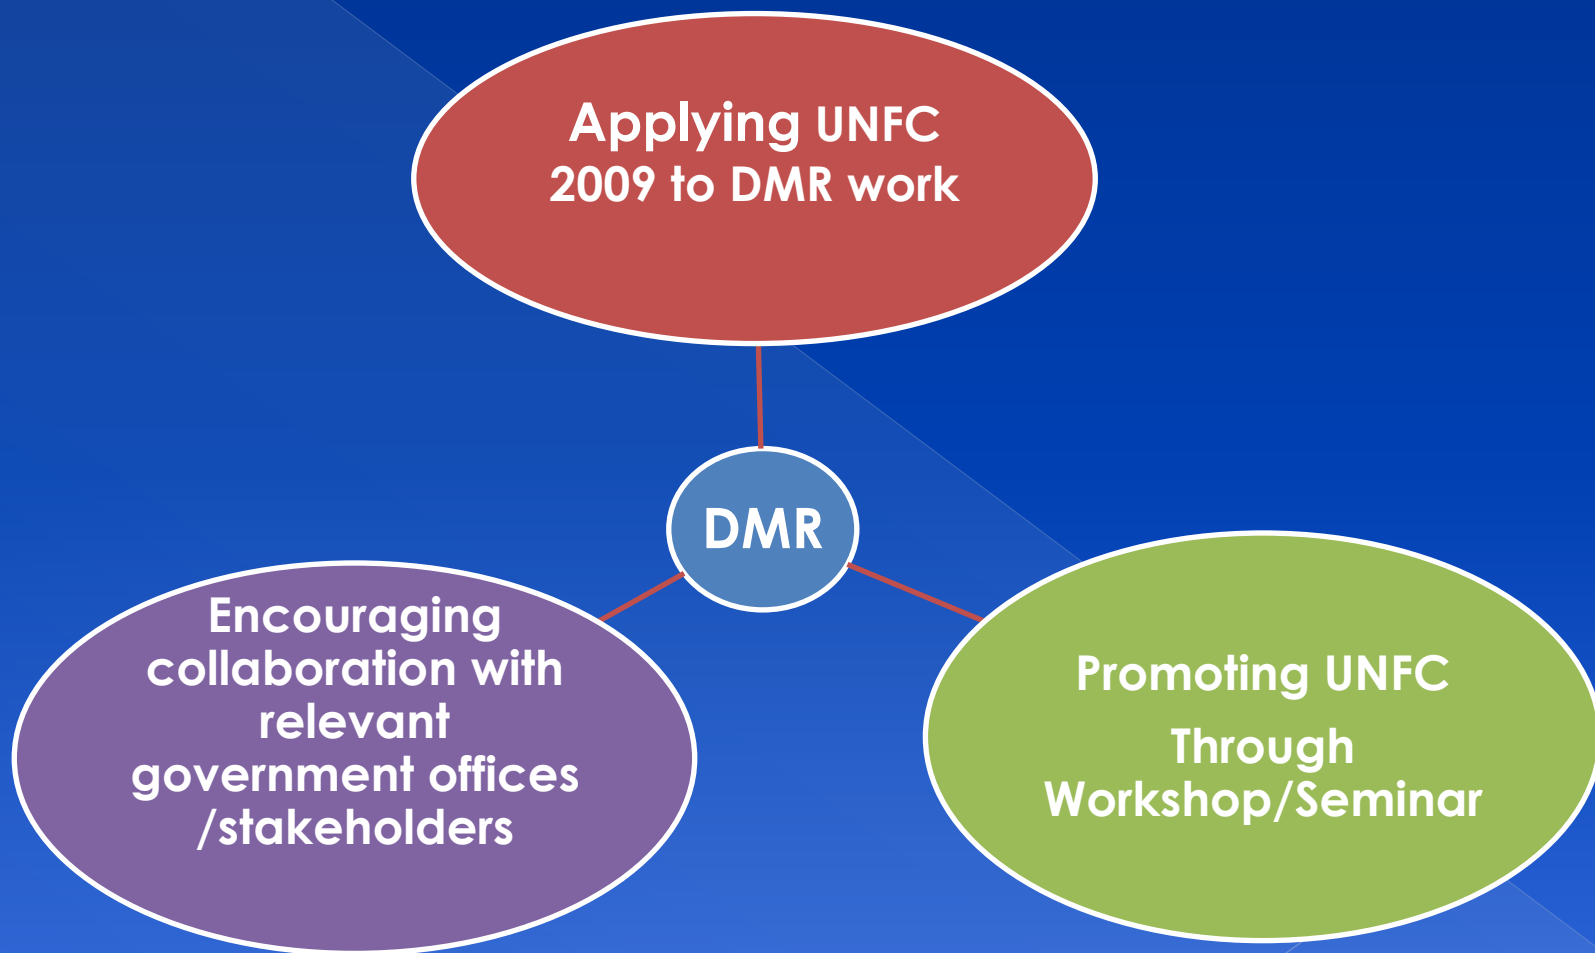 Applying UNFC
2009 to DMR work
DMR
Encouraging
collaboration with
relevant
government offices
/stakeholders
Promoting UNFC
Through
Workshop/Seminar